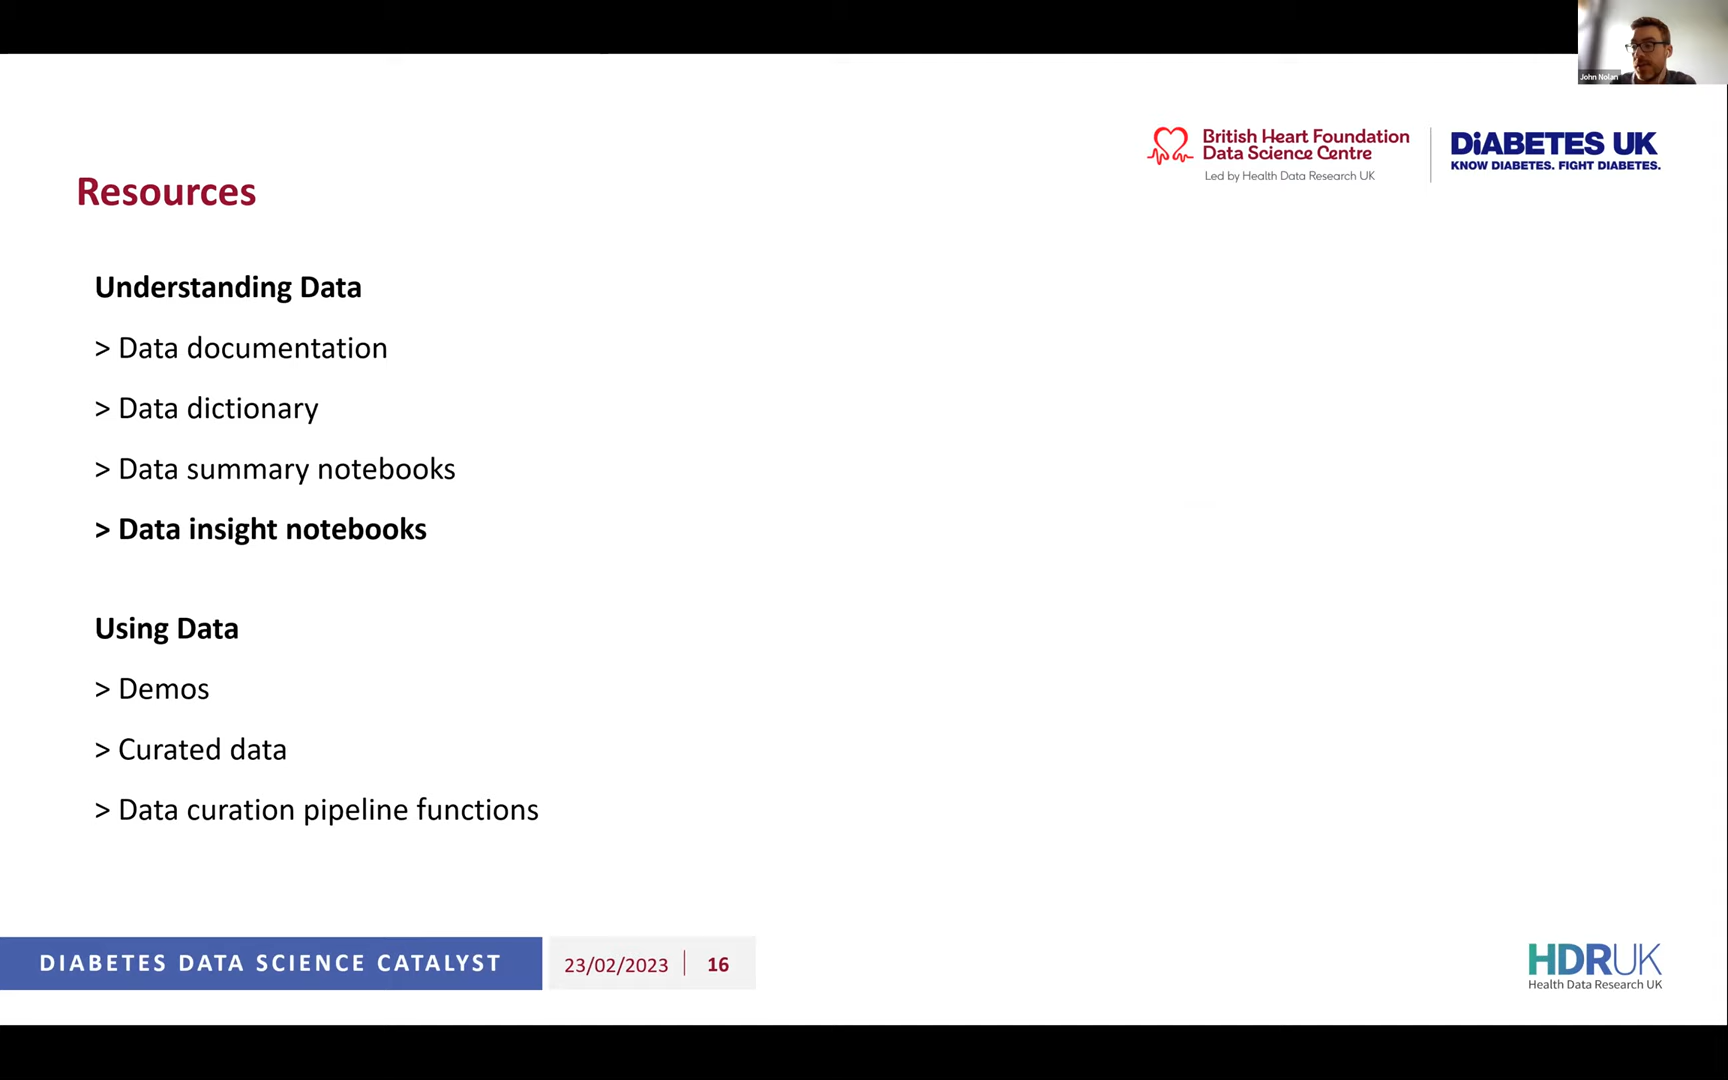 John Nolan
British Heart Foundation
Data Science Centre
Led by Health Data Research UK
DiABETES UK
KNOW DIABETES. FIGHT DIABETES.
Resources
Understanding Data
> Data documentation
> Data dictionary
> Data summary notebooks
> Data insight notebooks
Using Data
> Demos
> Curated data
> Data curation pipeline functions
DIABETES DATA SCIENCE CATALYST
23/02/2023 | 16
HDRUK
Health Data Research UK